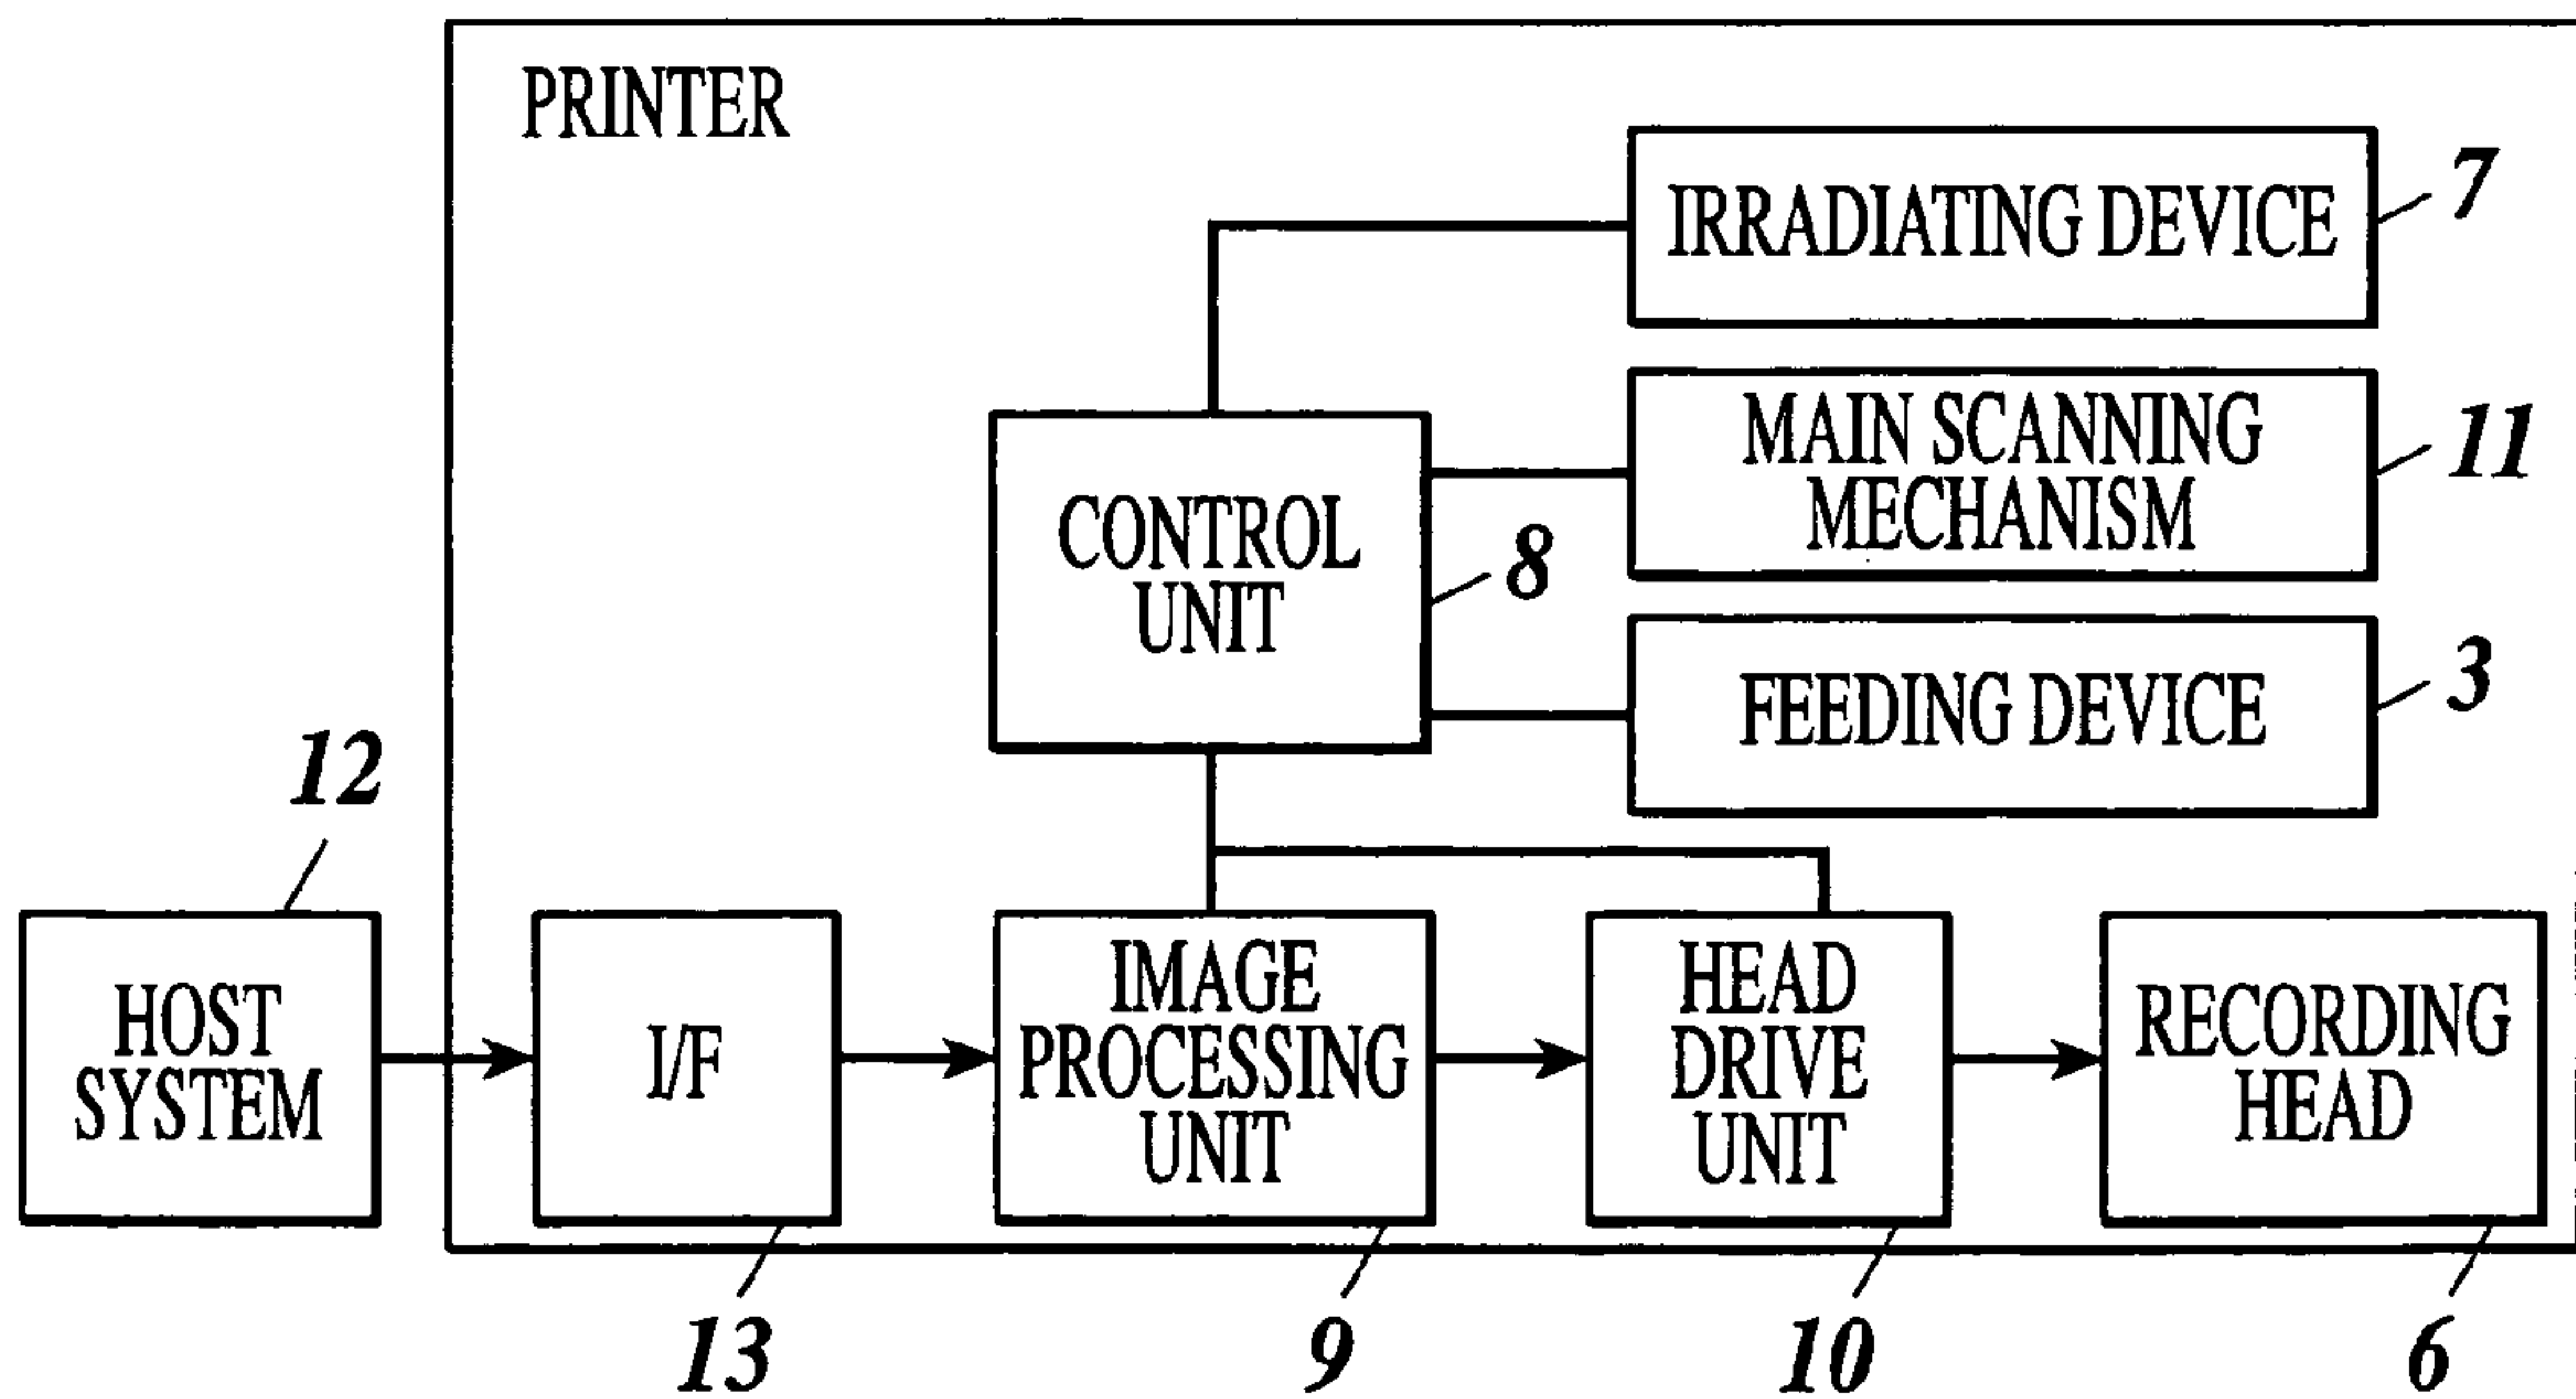 PRINTER
IRRADIATING DEVICE
7
MAIN SCANNING
MECHANISM
11
CONTROL
UNIT
8
FEEDING DEVICE
3
12
HOST
SYSTEM
I/F
IMAGE
PROCESSING
UNIT
HEAD
DRIVE
UNIT
RECORDING
HEAD
13
9
10
6